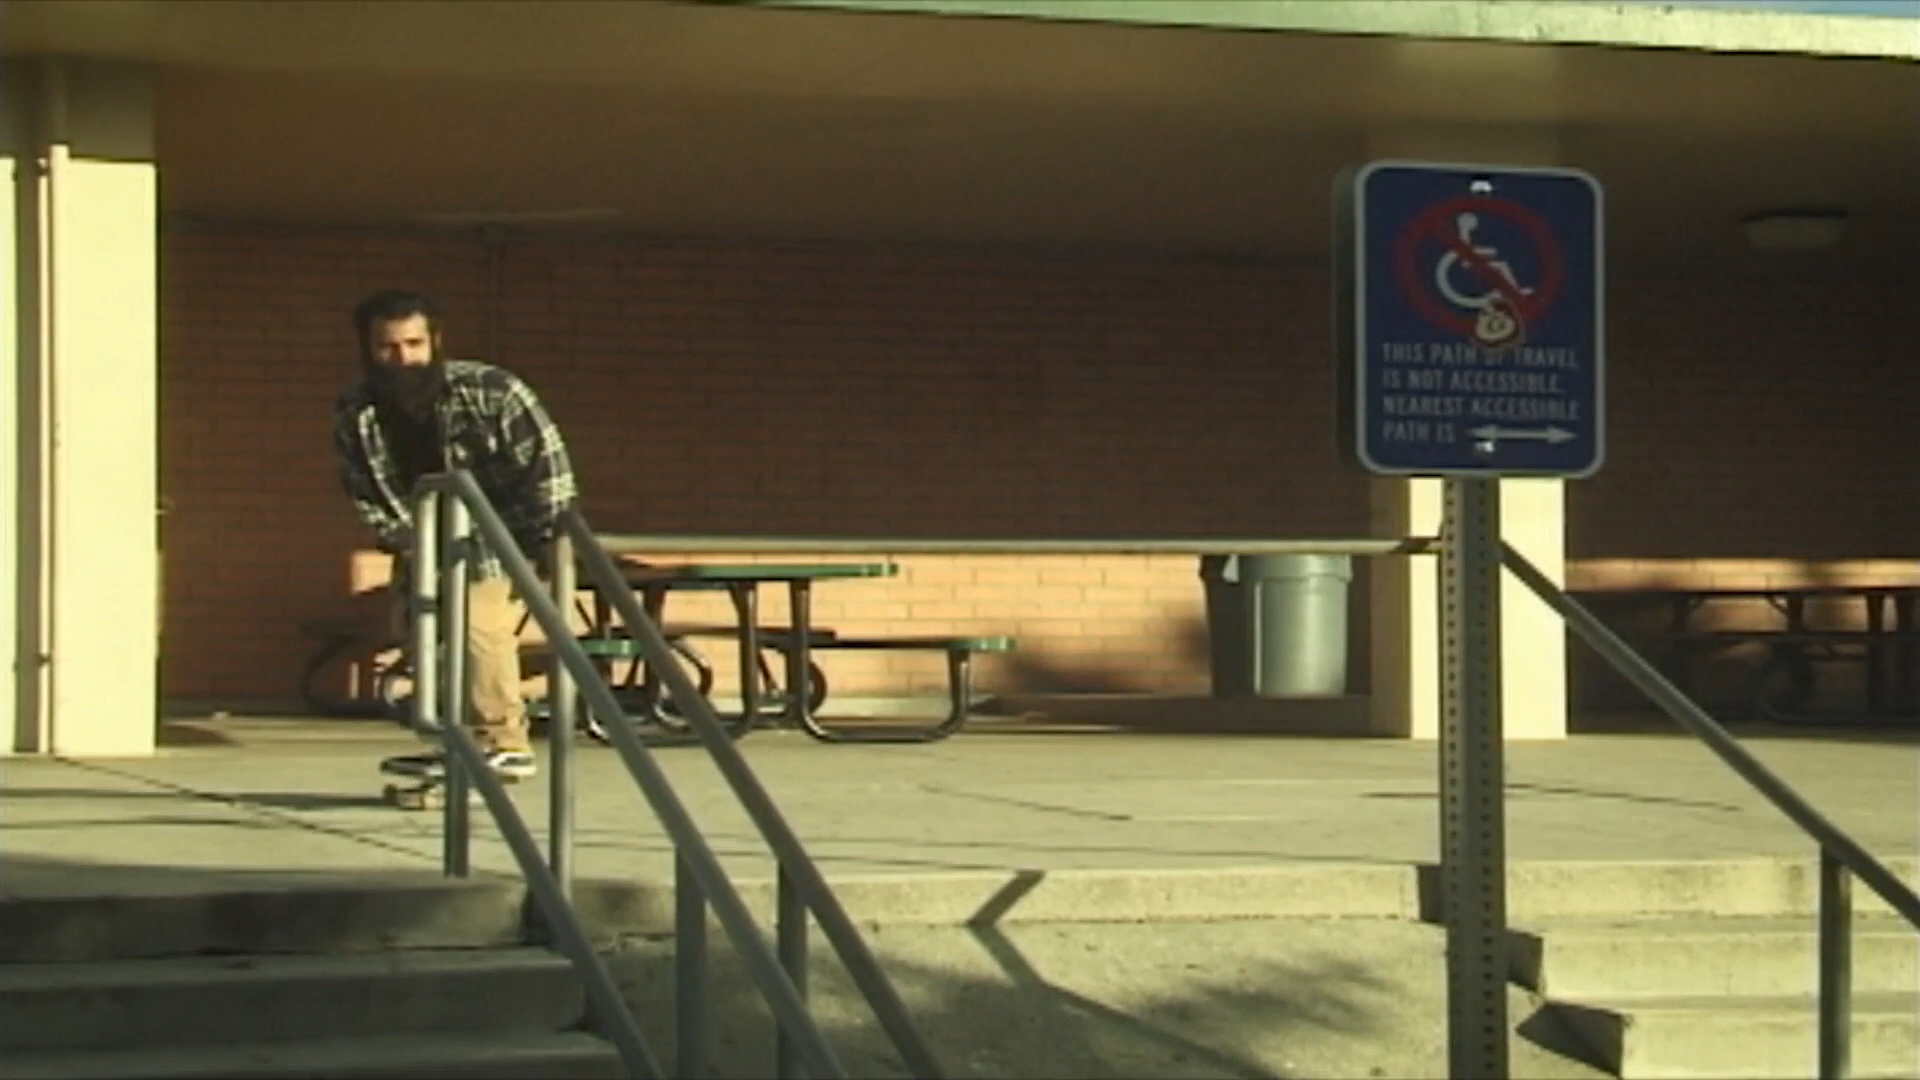 THIS PATH OF TRAVEL
IS NOT ACCESSIBLE.
NEAREST ACCESSIBLE
PATH IS